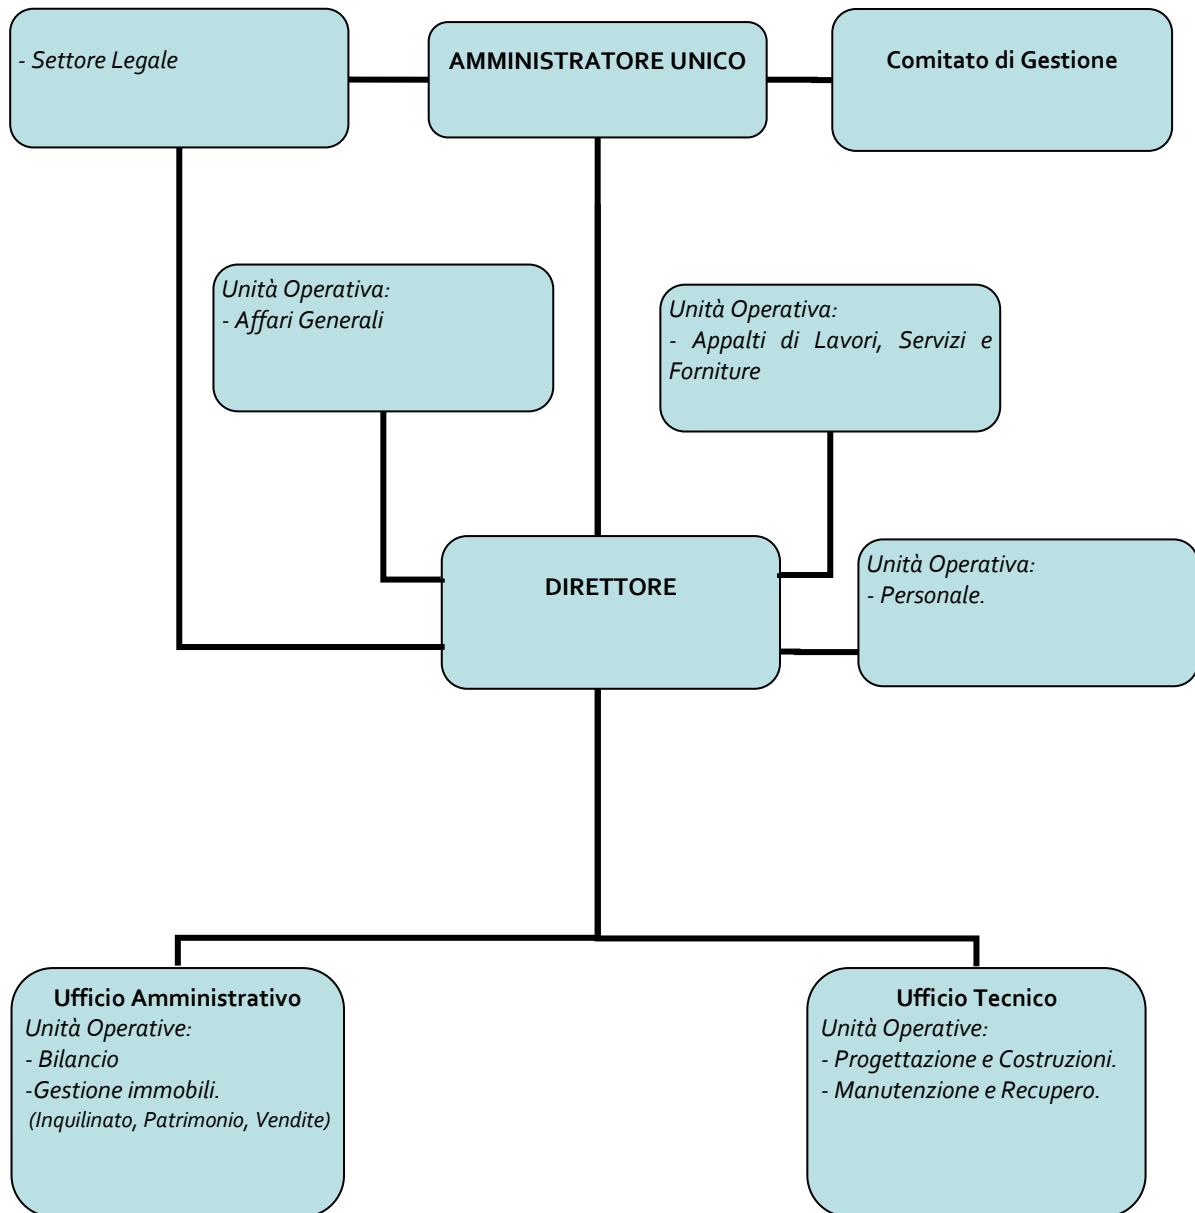 - Settore Legale
AMMINISTRATORE UNICO
Comitato di Gestione
Unità Operativa:
- Affari Generali
Unità Operativa:
- Appalti di Lavori, Servizi e
Forniture
DIRETTORE
Unità Operativa:
- Personale.
Ufficio Amministrativo
Unità Operative:
- Bilancio
-Gestione immobili.
(Inquilinato, Patrimonio, Vendite)
Ufficio Tecnico
Unità Operative:
- Progettazione e Costruzioni.
- Manutenzione e Recupero.